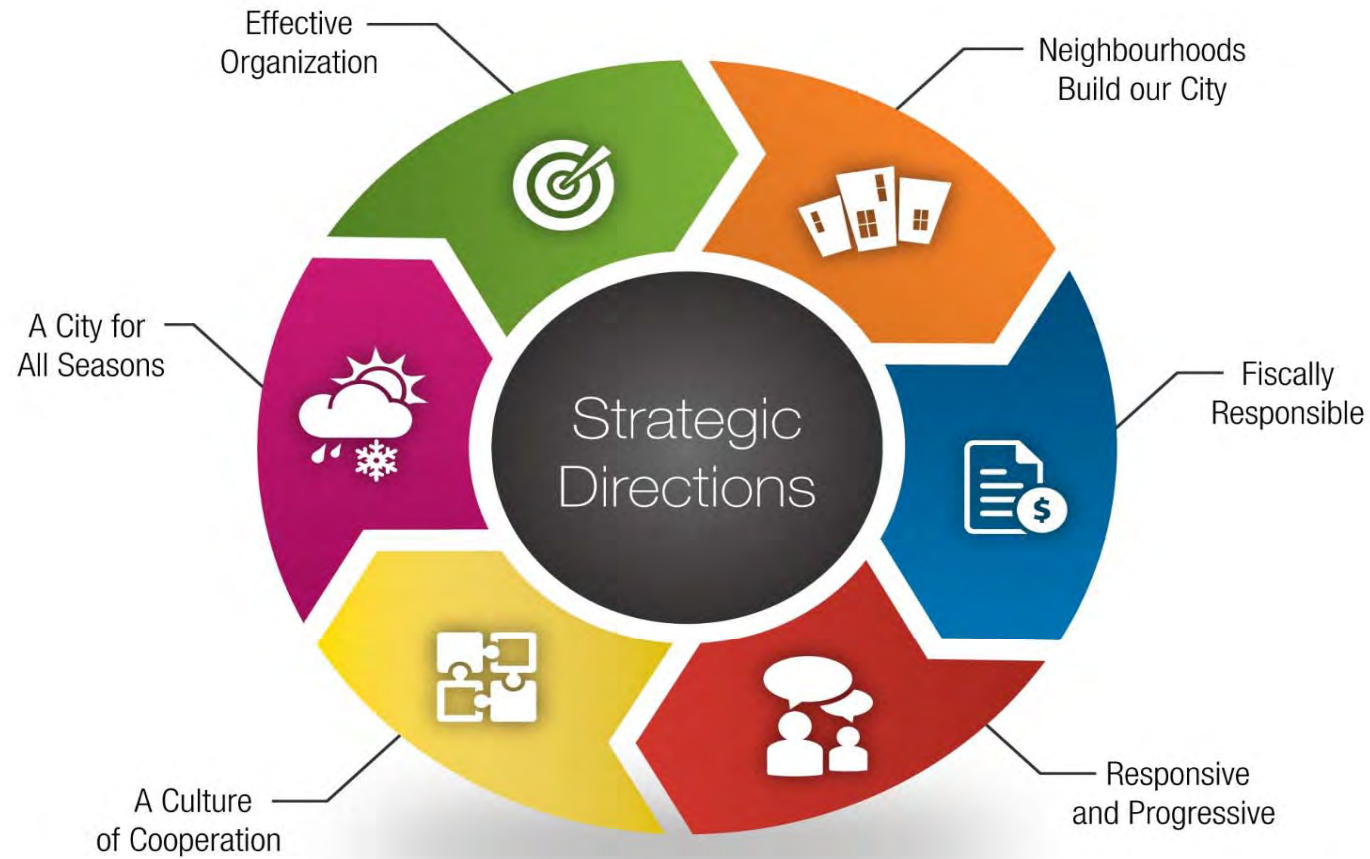 Effective
Organization
Neighbourhoods
Build our City
A City for
All Seasons
Fiscally
Responsible
Strategic
Directions
$
A Culture
of Cooperation
Responsive
and Progressive